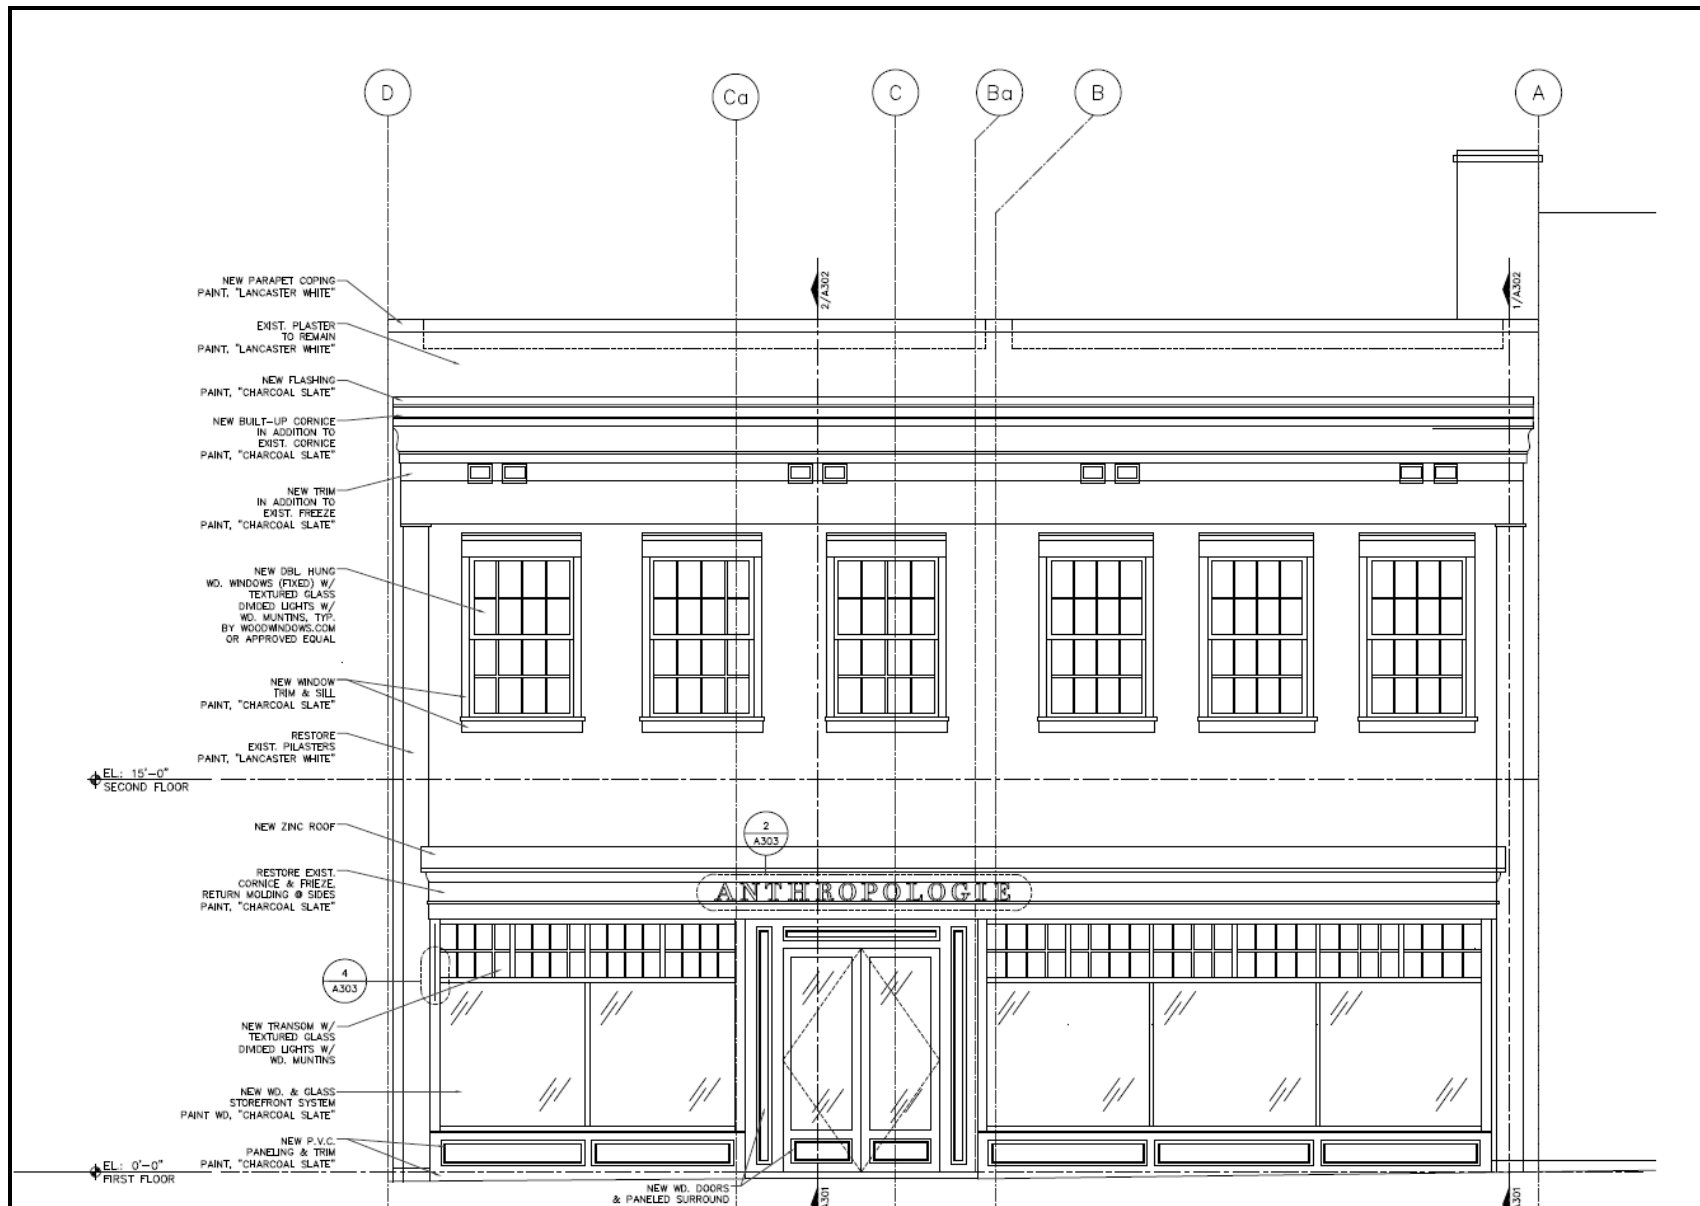 D
Ca
C
Ba
B
A
2/A302
1/A302
NEW PARAPET COPING
PAINT, "LANCASTER WHITE"
EXIST. PLASTER
TO REMAIN
PAINT, "LANCASTER WHITE"
NEW FLASHING
PAINT, "CHARCOAL SLATE"
NEW BUILT-UP CORNICE
IN ADDITION TO
EXIST. CORNICE
PAINT, "CHARCOAL SLATE"
NEW TRIM
IN ADDITION TO
EXIST. FREEZE
PAINT, "CHARCOAL SLATE"
NEW DBL. HUNG
WD. WINDOWS (FIXED) W/
TEXTURED GLASS
DIVIDED LIGHTS W/
WD. MUNTINS, TYP.
BY WOODWINDOWS.COM
OR APPROVED EQUAL
NEW WINDOW
TRIM & SILL
PAINT, "CHARCOAL SLATE"
RESTORE
EXIST. PILASTERS
PAINT, "LANCASTER WHITE"
EL.: 15'-0"
SECOND FLOOR
NEW ZINC ROOF
2
A303
RESTORE EXIST.
CORNICE & FRIEZE,
RETURN MOLDING @ SIDES
PAINT, "CHARCOAL SLATE"
ANTHROPOLOGIE
4
A303
NEW TRANSOM W/
TEXTURED GLASS
DIVIDED LIGHTS W/
WD. MUNTINS
NEW WD. & GLASS
STOREFRONT SYSTEM
PAINT WD, "CHARCOAL SLATE"
NEW P.V.C.
PANELING & TRIM
PAINT, "CHARCOAL SLATE"
EL.: 0'-0"
FIRST FLOOR
NEW WD. DOORS
& PANELED SURROUND